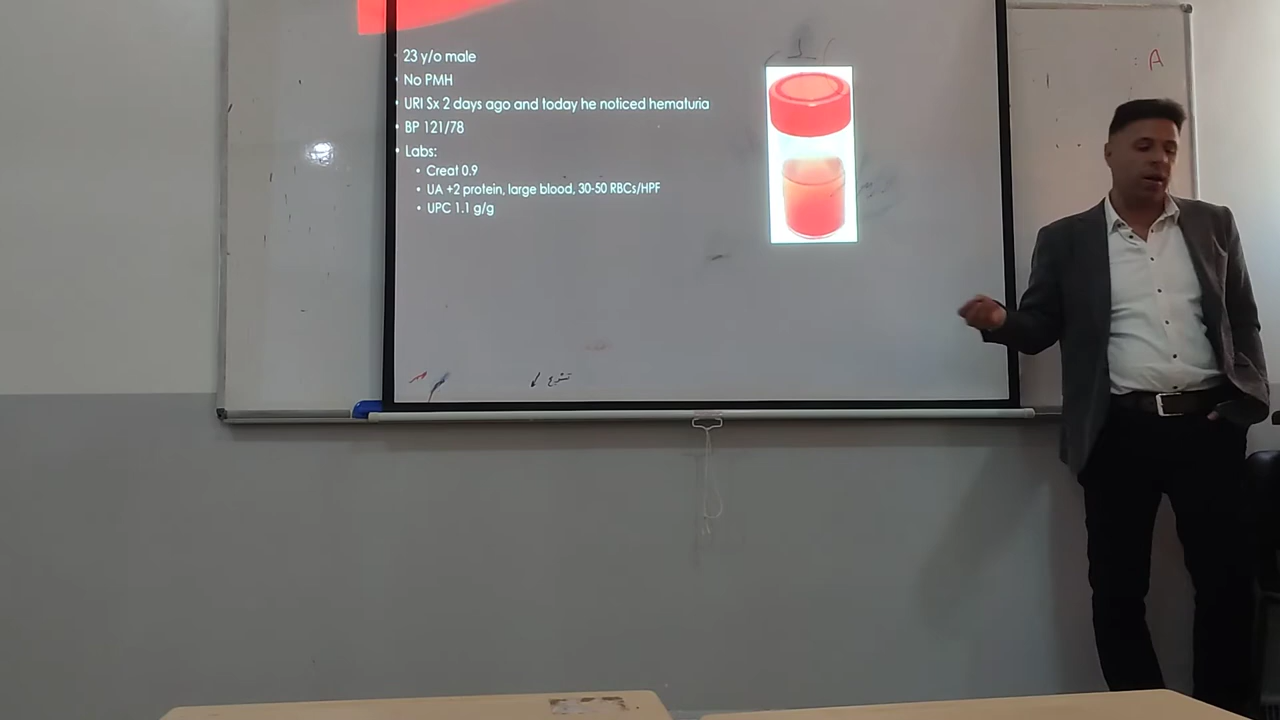 23 y/o male
No PMH
URI Sx 2 days ago and today he noticed hematuria
BP 121/78
Labs:
Creat 0.9
UA +2 protein, large blood, 30-50 RBCs/HPF
UPC 1.1 g/g
: A